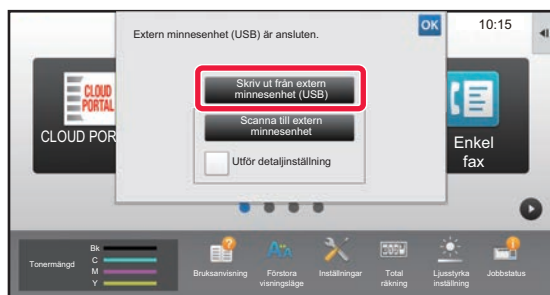 Extern minnesenhet (USB) är ansluten.
OK
10:15
Skriv ut från extern
minnesenhet (USB)
Scanna till extern
minnesenhet
Utför detaljinställning
CLOUD
PORTAL
CLOUD POR
Enkel
fax
Tonermängd
Bk
C
M
Y
Bruksanvisning
Förstora
visningsläge
Inställningar
Total
räkning
Ljusstyrka
inställning
Jobbstatus